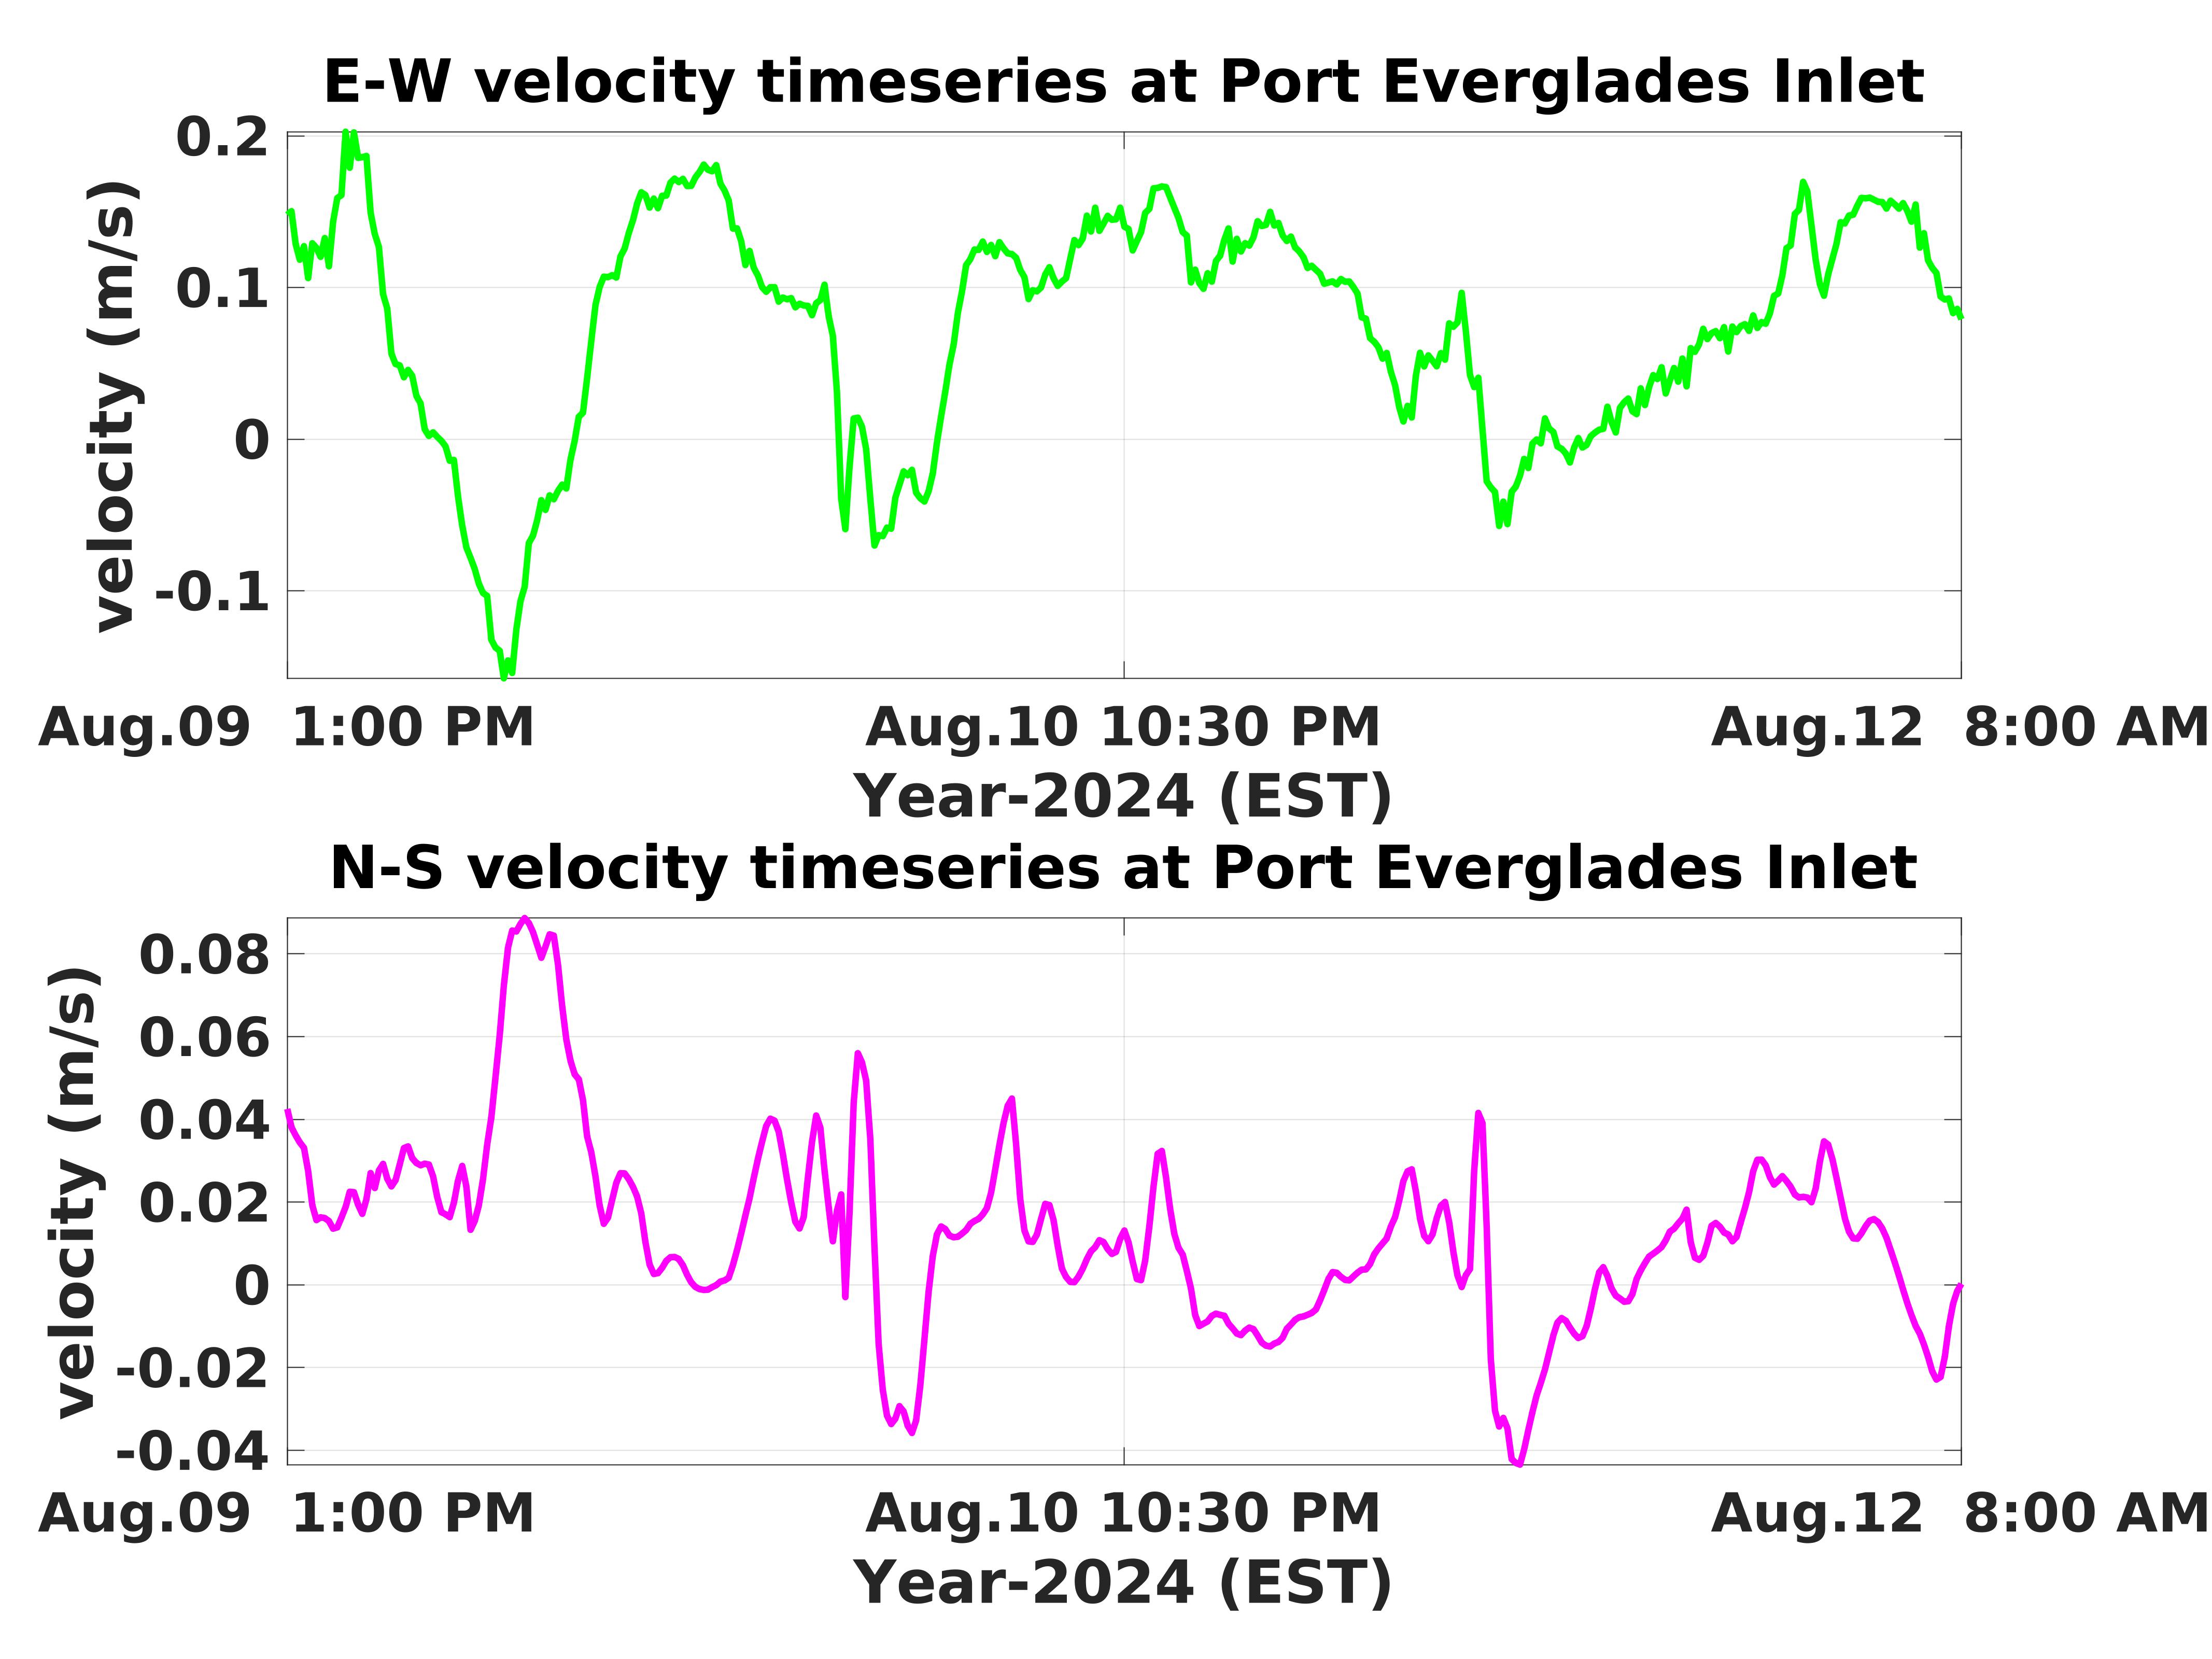 E-W velocity timeseries at Port Everglades Inlet
velocity (m/s)
0.2
0.1
0
-0.1
Aug.09 1:00 PM Aug.10 10:30 PM Aug.12 8:00 AM
Year-2024 (EST)
N-S velocity timeseries at Port Everglades Inlet
velocity (m/s)
0.08
0.06
0.04
0.02
0
-0.02
-0.04
Aug.09 1:00 PM Aug.10 10:30 PM Aug.12 8:00 AM
Year-2024 (EST)